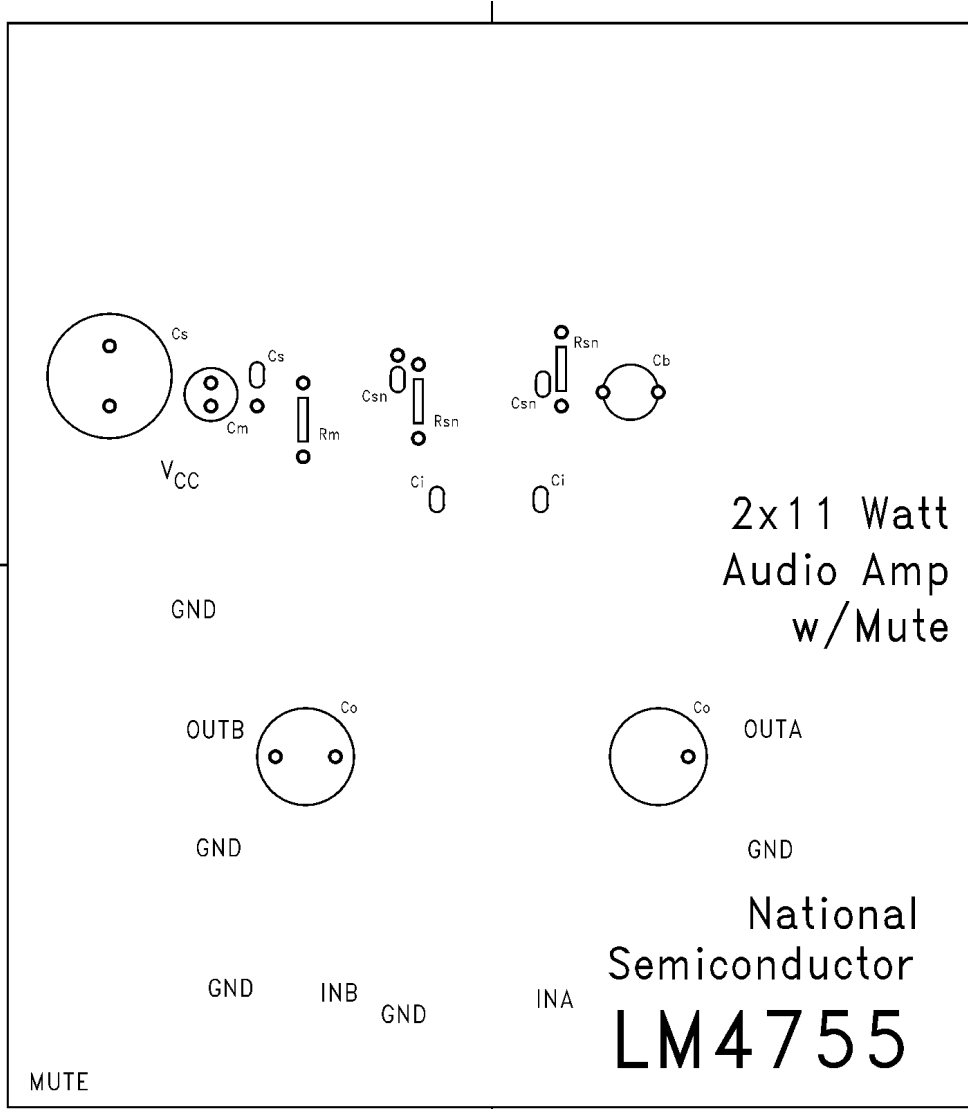 Cs
Cs
Cm
Rm
Csn
Rsn
Csn
Rsn
Cb
VCC
Ci
Ci
2x11 Watt
Audio Amp
w/Mute
GND
OUTB
Co
Co
OUTA
GND
GND
National
Semiconductor
LM4755
GND
INB
GND
INA
MUTE